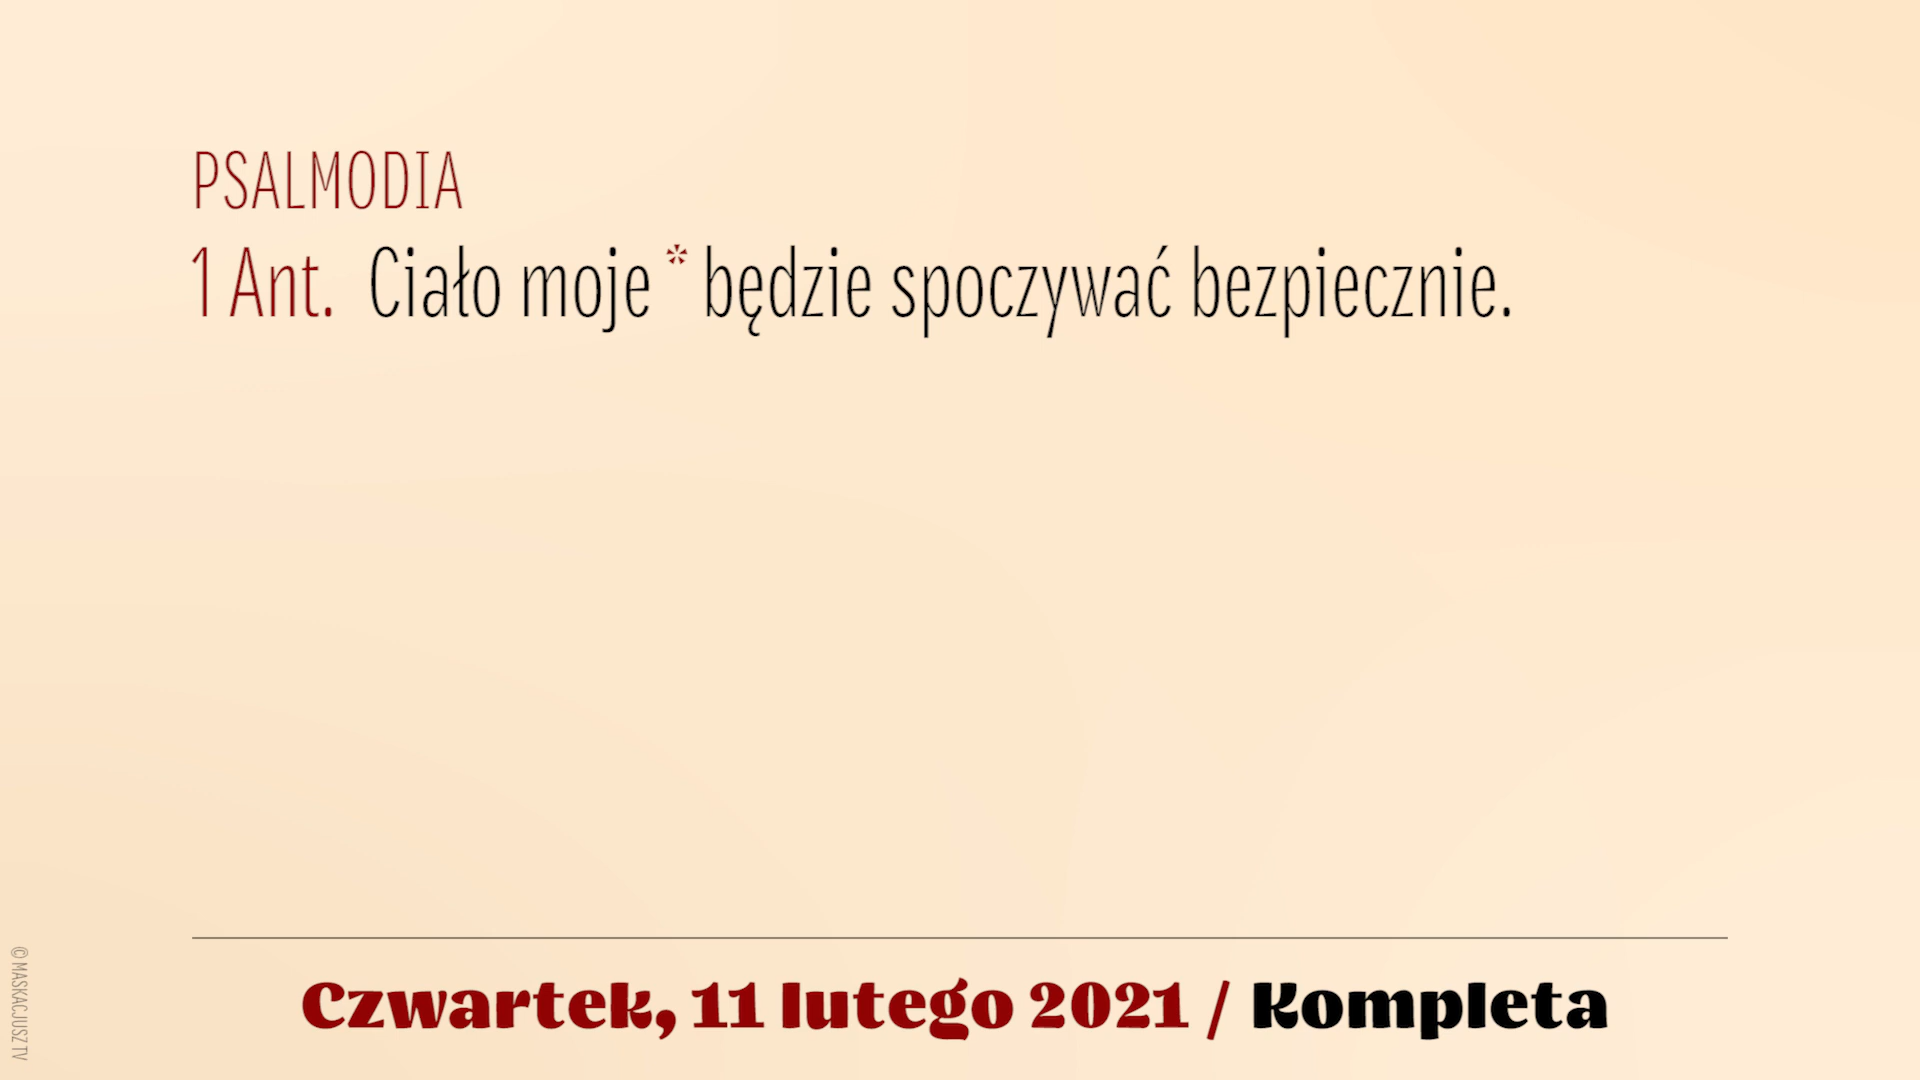 PSALMODIA
1 Ant. Ciało moje * będzie spoczywać bezpiecznie.
Czwartek, 11 lutego 2021 / Kompleta
© MASKACJUSZ TV